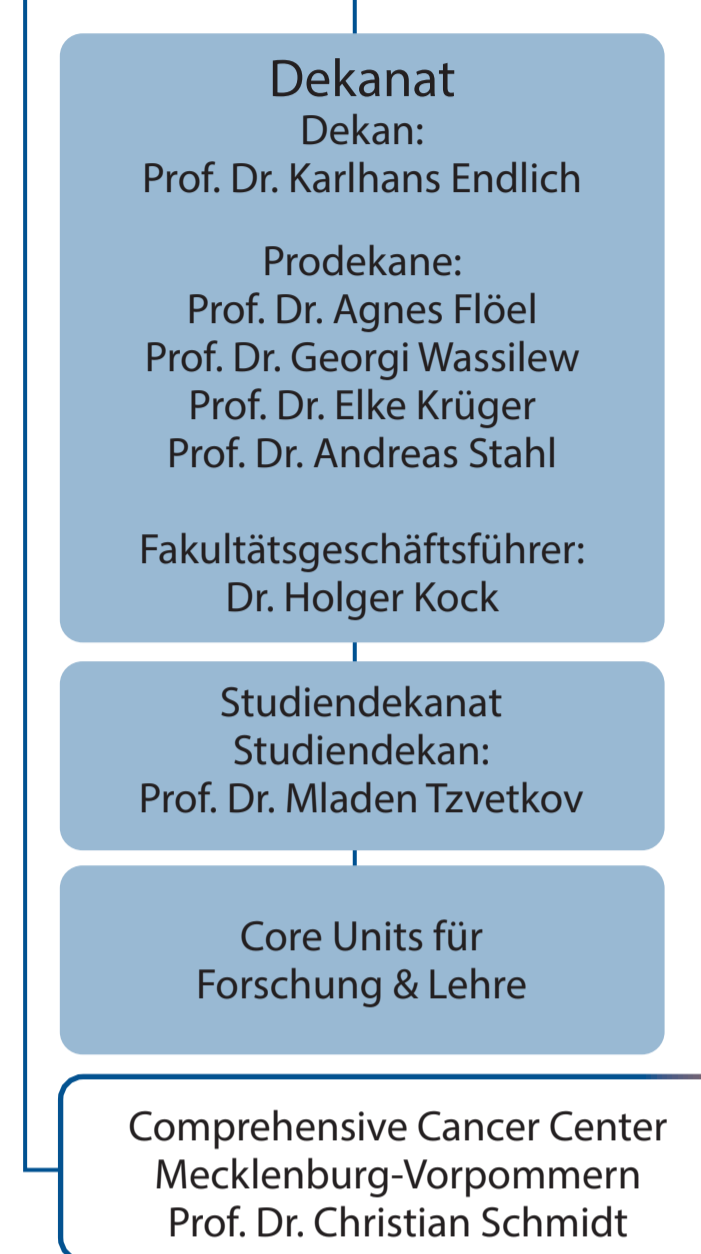 Dekanat
Dekan:
Prof. Dr. Karlhans Endlich
Prodekane:
Prof. Dr. Agnes Flöel
Prof. Dr. Georgi Wassilew
Prof. Dr. Elke Krüger
Prof. Dr. Andreas Stahl
Fakultätsgeschäftsführer:
Dr. Holger Kock
Studiendekanat
Studiendekan:
Prof. Dr. Mladen Tzvetkov
Core Units für
Forschung & Lehre
Comprehensive Cancer Center
Mecklenburg-Vorpommern
Prof. Dr. Christian Schmidt